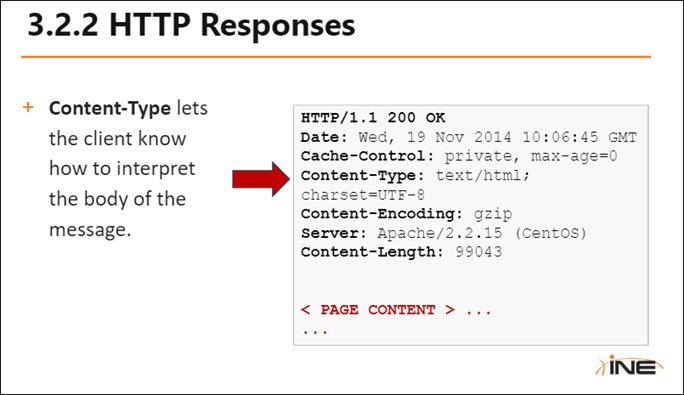 3.2.2 HTTP Responses
+ Content-Type lets
the client know
how to interpret
the body of the
message.
HTTP/1.1 200 OK
Date: Wed, 19 Nov 2014 10:06:45 GMT
Cache-Control: private, max-age=0
Content-Type: text/html;
charset=UTF-8
Content-Encoding: gzip
Server: Apache/2.2.15 (CentOS)
Content-Length: 99043
< PAGE CONTENT > ...
...
INE